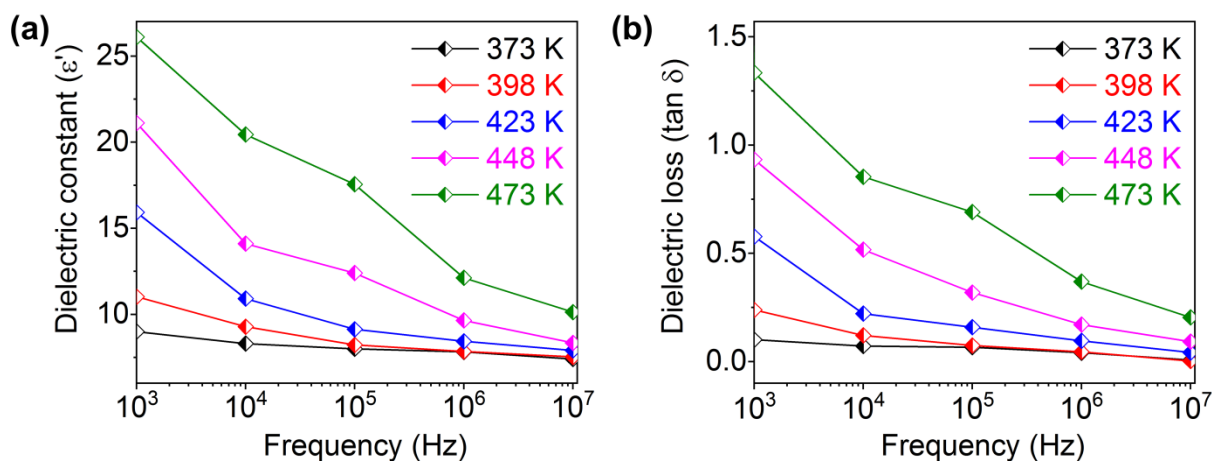 (a)
Dielectric constant (ε')
25
20
15
10
373 K
398 K
423 K
448 K
473 K
10³ 10⁴ 10⁵ 10⁶ 10⁷
Frequency (Hz)
(b)
Dielectric loss (tan δ)
1.5
1.0
0.5
0.0
373 K
398 K
423 K
448 K
473 K
10³ 10⁴ 10⁵ 10⁶ 10⁷
Frequency (Hz)